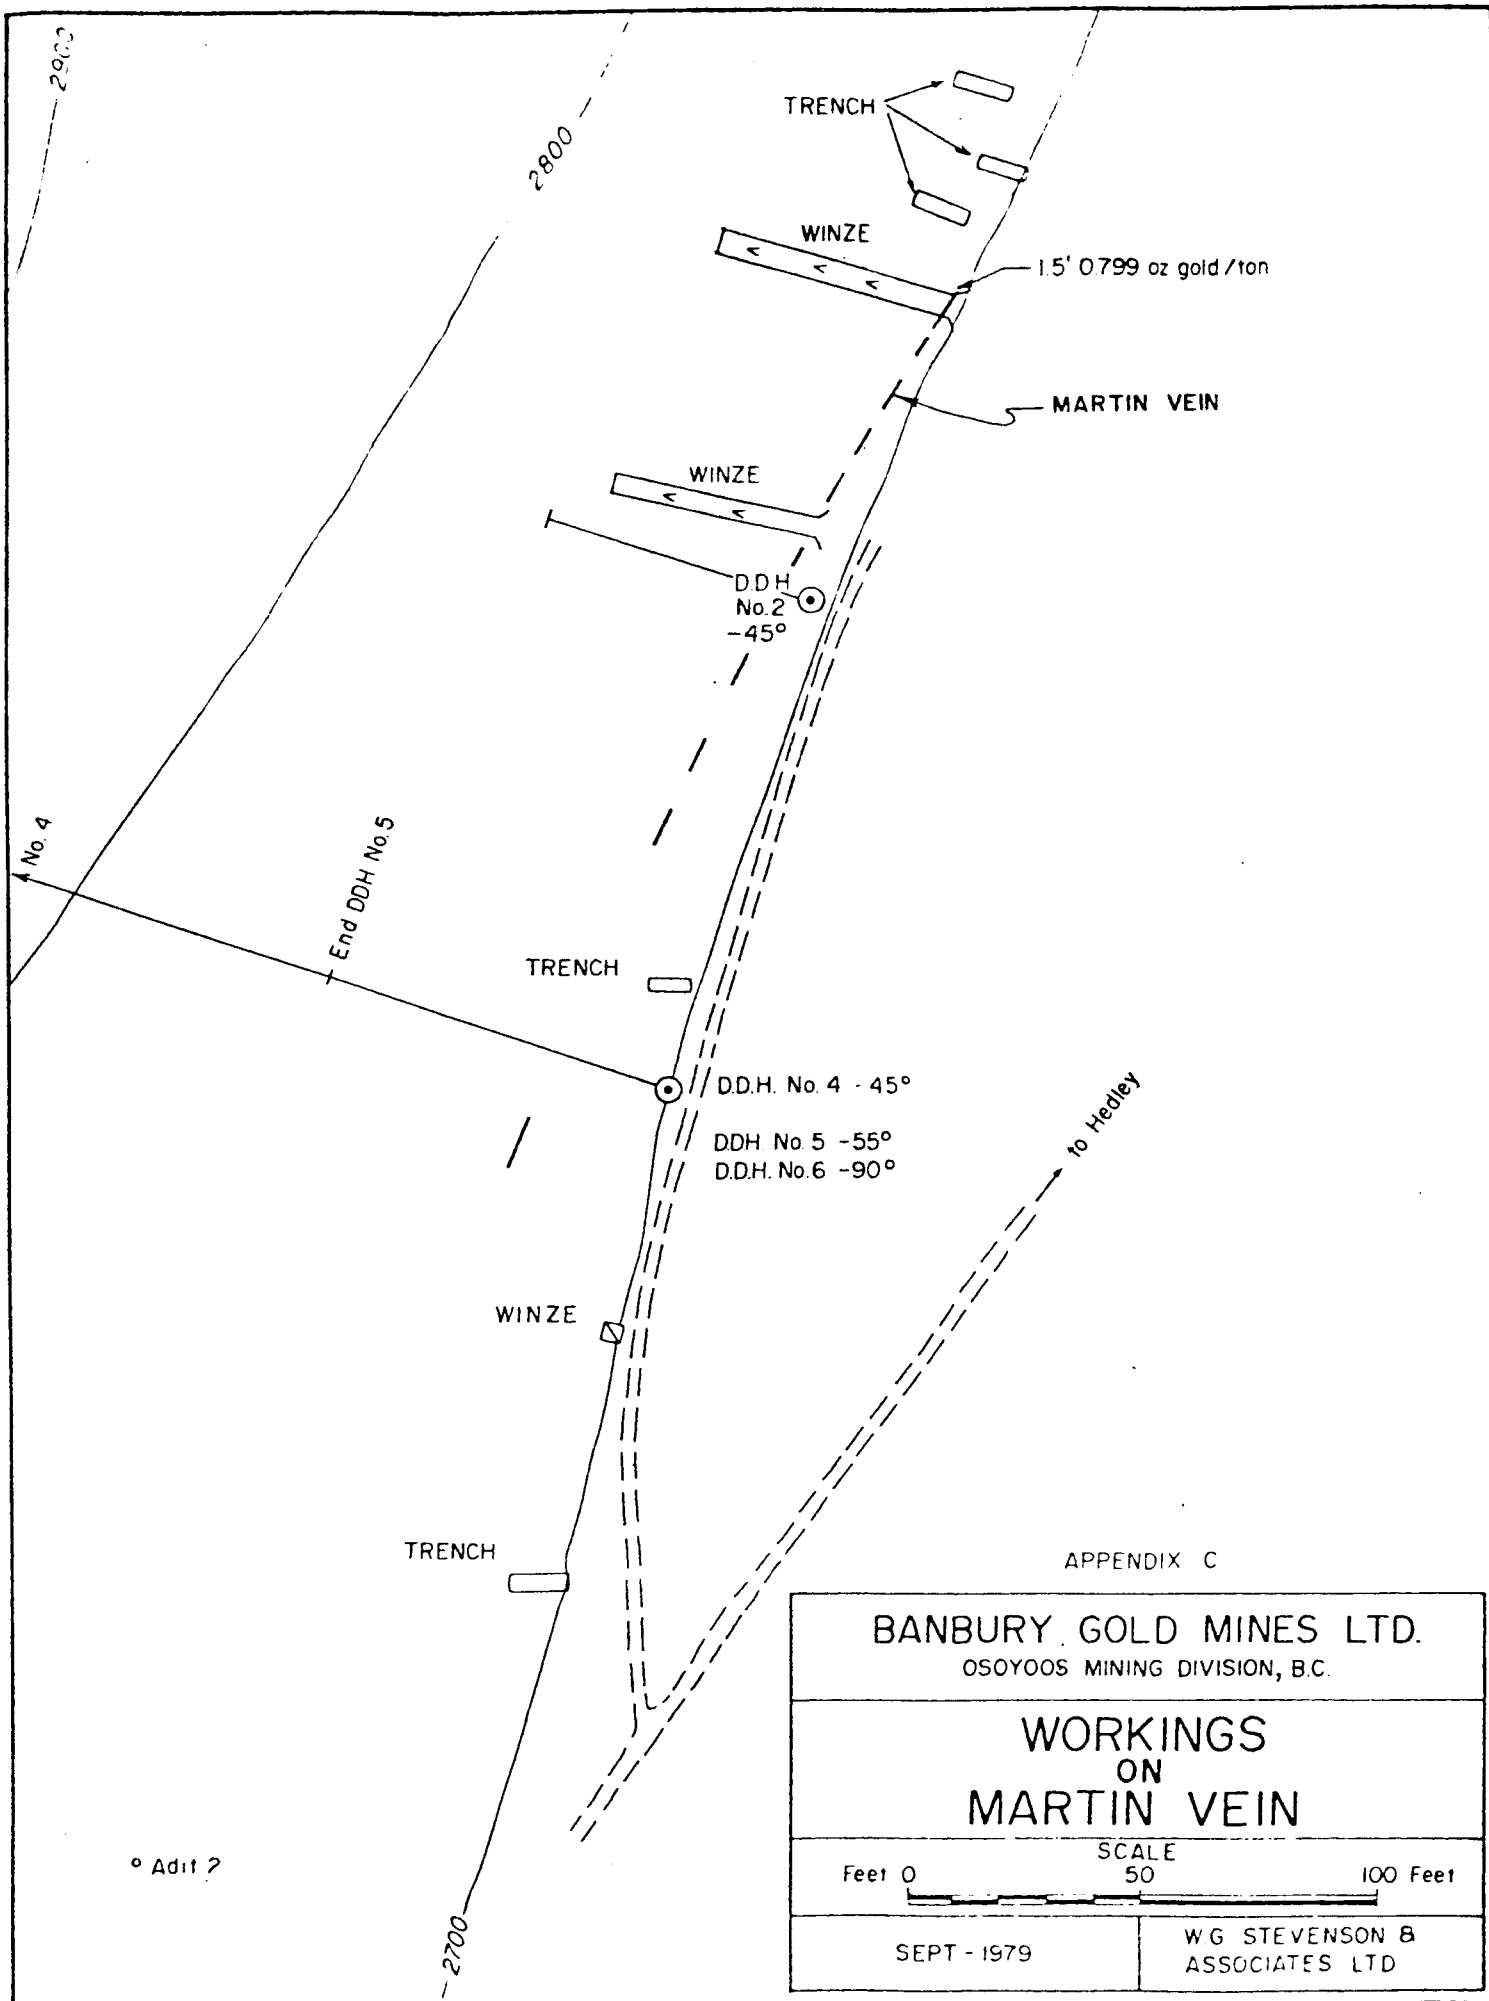 2900
2800
TRENCH
WINZE
1.5' 0.799 oz gold/ton
MARTIN VEIN
WINZE
D.D.H
No.2
-45°
No. 4
End DDH No. 5
TRENCH
D.D.H. No. 4 -45°
DDH No. 5 -55°
D.D.H. No.6 -90°
to Hedley
WINZE
TRENCH
APPENDIX C
BANBURY GOLD MINES LTD.
OSOYOOS MINING DIVISION, B.C.
WORKINGS
ON
MARTIN VEIN
SCALE
Feet 0 50 100 Feet
SEPT - 1979
W.G STEVENSON &
ASSOCIATES LTD
° Adit ?
2700